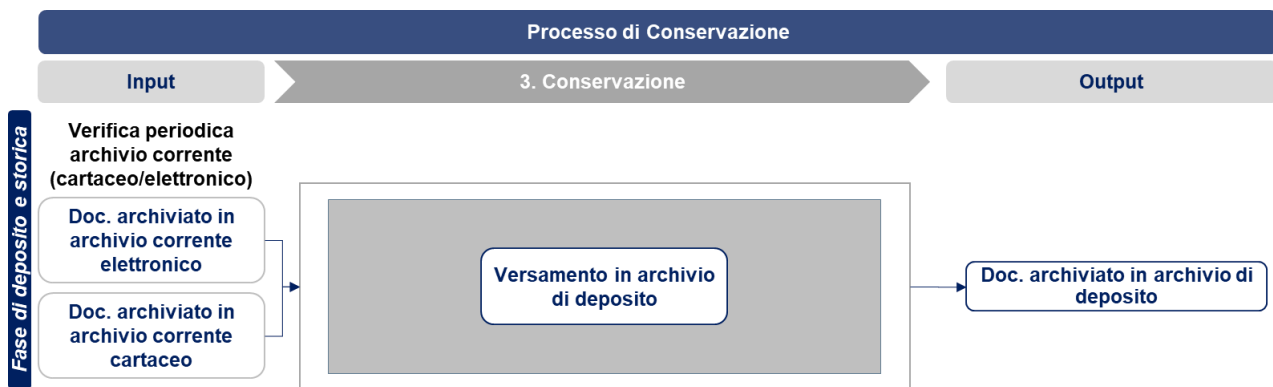 Processo di Conservazione
Input
3. Conservazione
Output
Fase di deposito e storica
Verifica periodica
archivio corrente
(cartaceo/elettronico)
Doc. archiviato in
archivio corrente
elettronico
Doc. archiviato in
archivio corrente
cartaceo
Versamento in archivio
di deposito
Doc. archiviato in archivio di
deposito